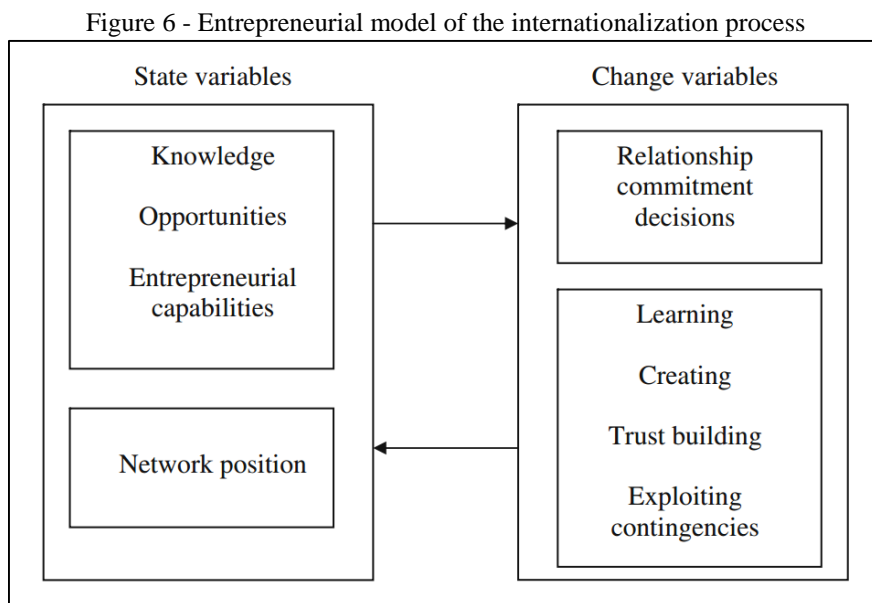 Figure 6 - Entrepreneurial model of the internationalization process
State variables
Knowledge
Opportunities
Entrepreneurial
capabilities
Network position
Change variables
Relationship
commitment
decisions
Learning
Creating
Trust building
Exploiting
contingencies